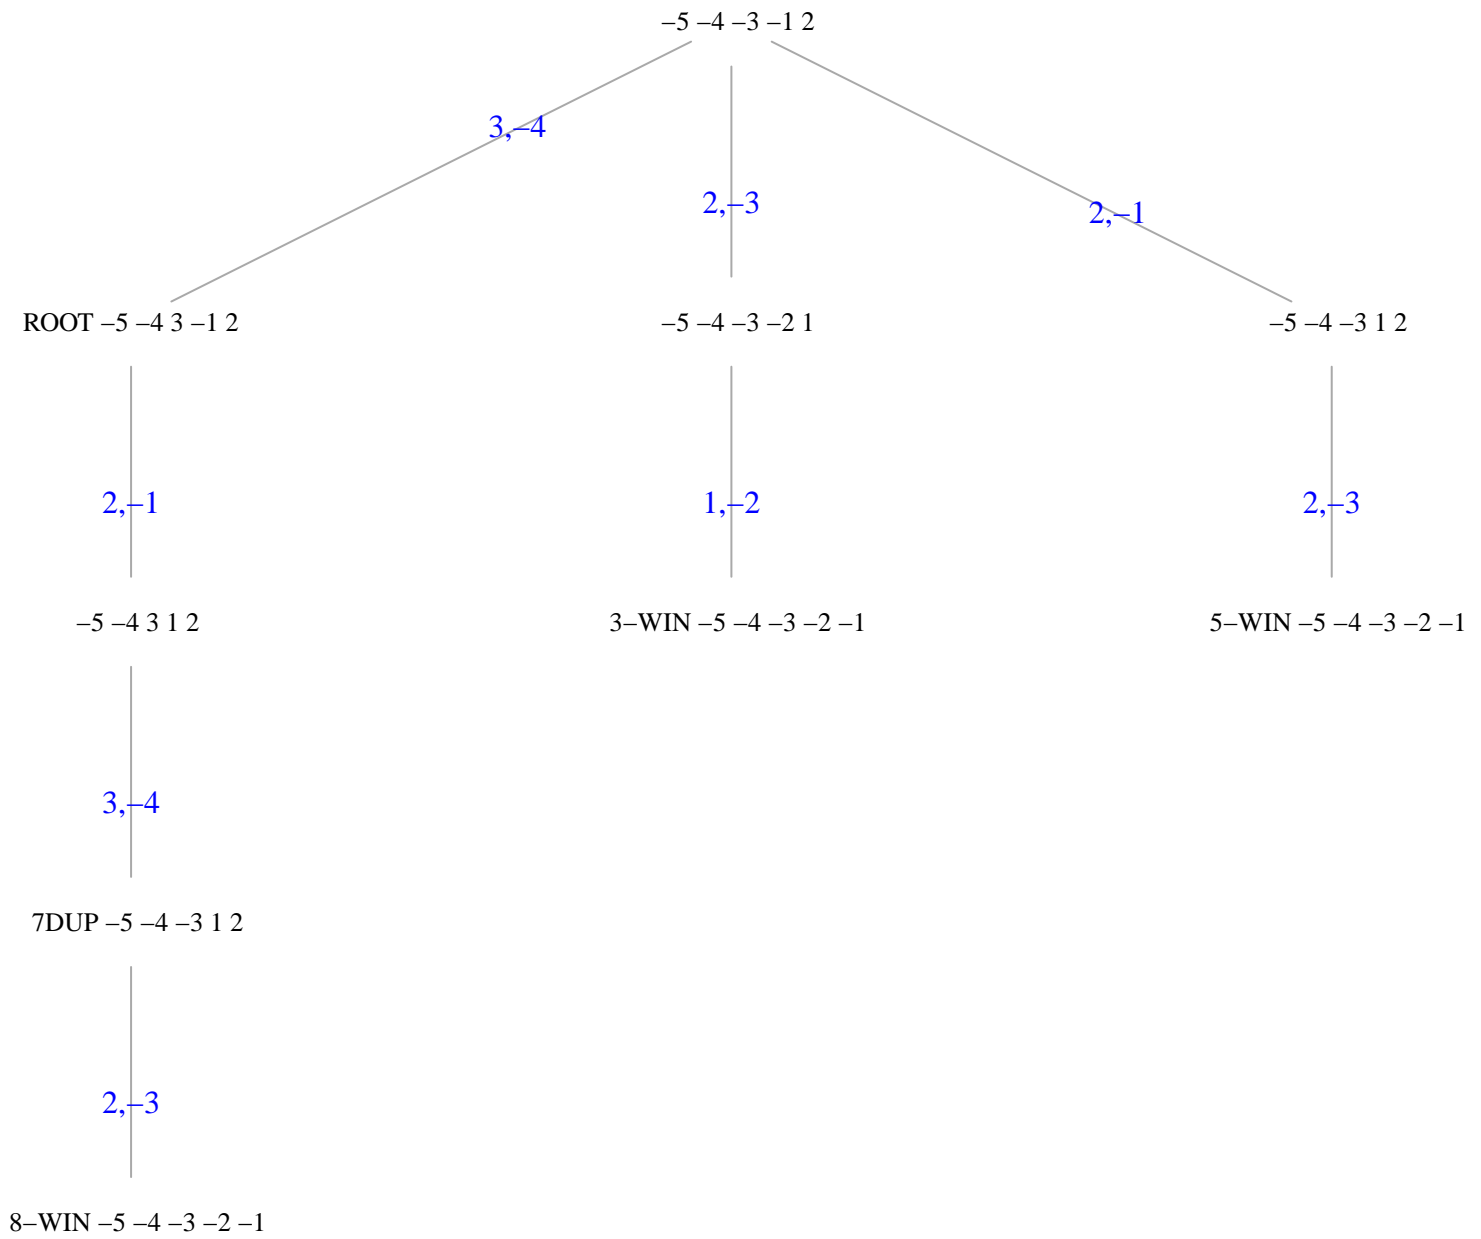 –5 –4 –3 –1 2
3,–4
2,–3
2,–1
ROOT –5 –4 3 –1 2
–5 –4 –3 –2 1
–5 –4 –3 1 2
2,–1
1,–2
2,–3
–5 –4 3 1 2
3–WIN –5 –4 –3 –2 –1
5–WIN –5 –4 –3 –2 –1
3,–4
7DUP –5 –4 –3 1 2
2,–3
8–WIN –5 –4 –3 –2 –1